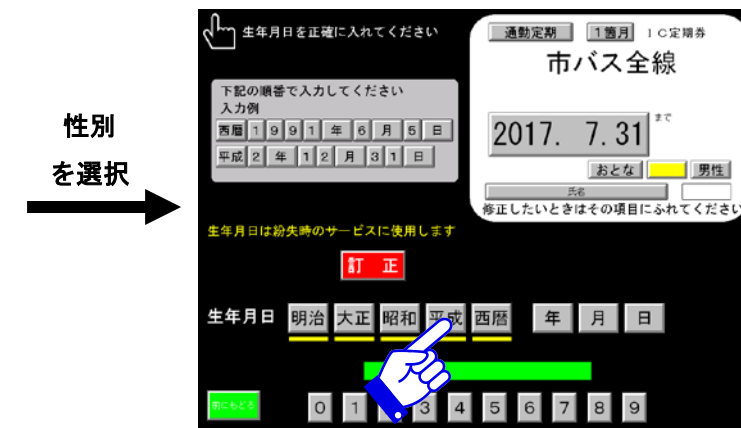 性別
を選択
生年月日を正確に入れてください
下記の順番で入力してください
入力例
西暦 1 9 9 1 年 6 月 5 日
平成 2 年 1 2 月 3 1 日
通勤定期 1箇月 IC定期券
市バス全線
2017. 7.31 まで
おとな 男性
氏名
修正したいときはその項目にふれてください
生年月日は紛失時のサービスに使用します
訂 正
生年月日 明治 大正 昭和 平成 西暦 年 月 日
前にもどる
0 1 3 4 5 6 7 8 9